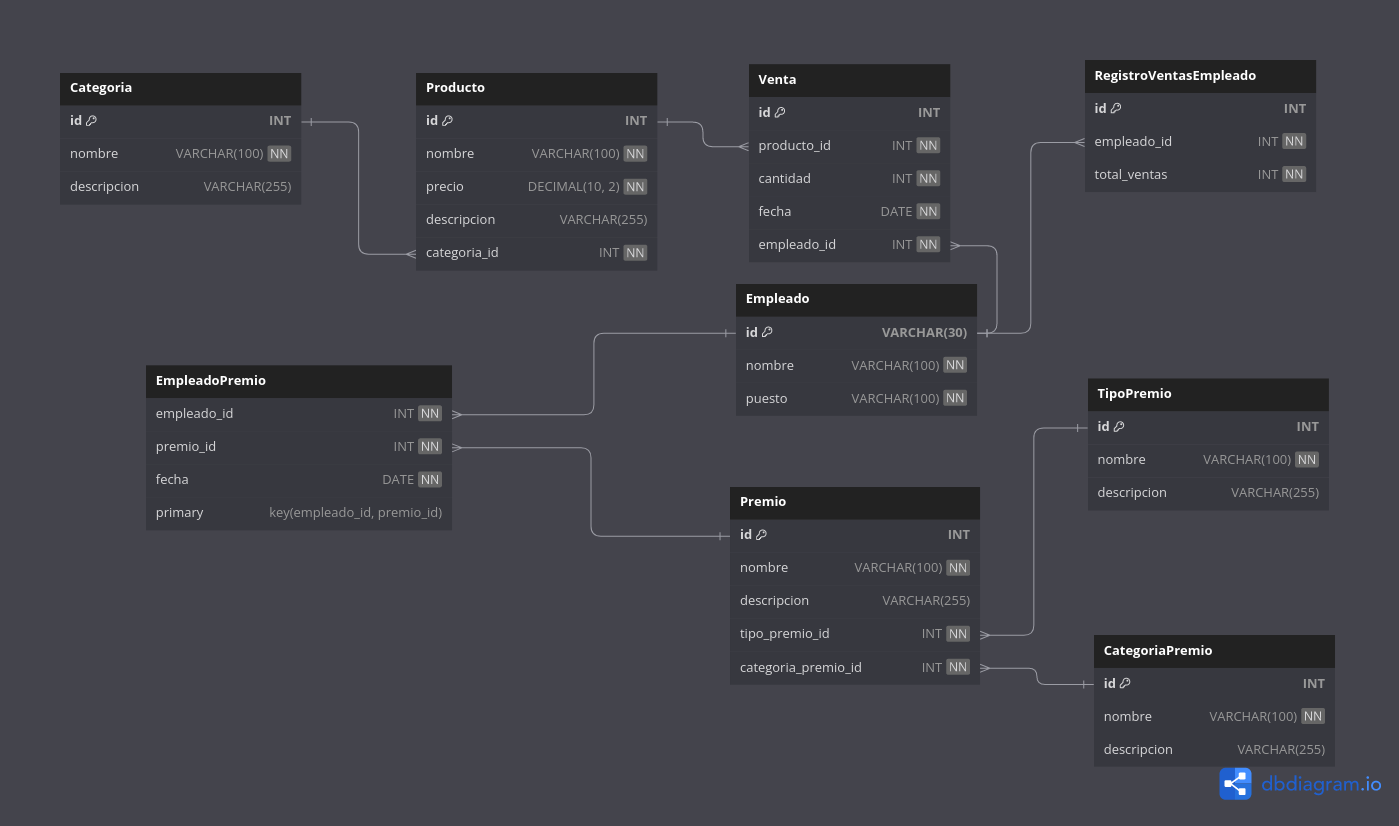 Categoria
id INT
nombre VARCHAR(100) NN
descripcion VARCHAR(255)
Producto
id INT
nombre VARCHAR(100) NN
precio DECIMAL(10, 2) NN
descripcion VARCHAR(255)
categoria_id INT NN
Venta
id INT
producto_id INT NN
cantidad INT NN
fecha DATE NN
empleado_id INT NN
RegistroVentasEmpleado
id INT
empleado_id INT NN
total_ventas INT NN
Empleado
id VARCHAR(30)
nombre VARCHAR(100) NN
puesto VARCHAR(100) NN
EmpleadoPremio
empleado_id INT NN
premio_id INT NN
fecha DATE NN
primary key(empleado_id, premio_id)
TipoPremio
id INT
nombre VARCHAR(100) NN
descripcion VARCHAR(255)
Premio
id INT
nombre VARCHAR(100) NN
descripcion VARCHAR(255)
tipo_premio_id INT NN
categoria_premio_id INT NN
CategoriaPremio
id INT
nombre VARCHAR(100) NN
descripcion VARCHAR(255)
dbdiagram.io